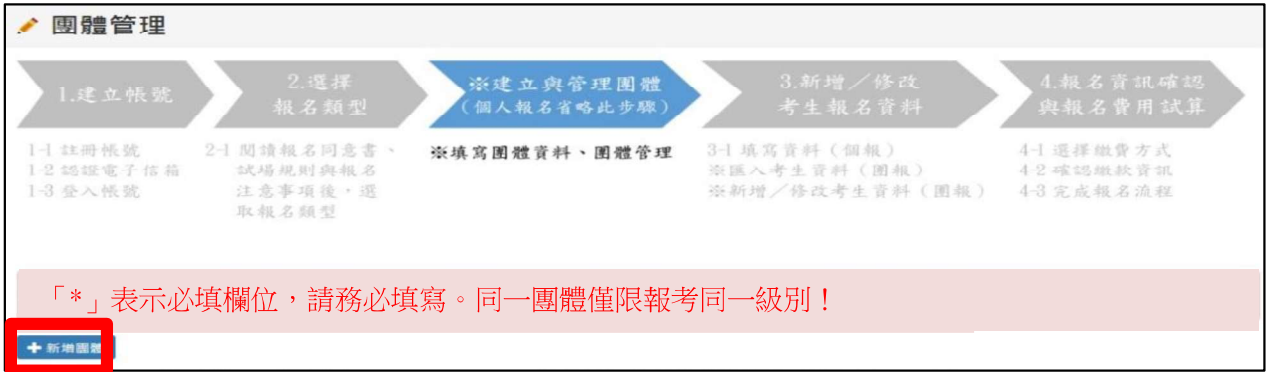 團體管理
1.建立帳號
2.選擇
報名類型
※建立與管理團體
（個人報名省略此步驟）
3.新增／修改
考生報名資料
4.報名資訊確認
與報名費用試算
1-1 註冊帳號
1-2 認證電子信箱
1-3 登入帳號
2-1 閱讀報名同意書、
試場規則與報名
注意事項後，選
取報名類型
※填寫團體資料、團體管理
3-1 填寫資料（個報）
※匯入考生資料（團報）
※新增／修改考生資料（團報）
4-1 選擇繳費方式
4-2 確認繳款資訊
4-3 完成報名流程
「*」表示必填欄位，請務必填寫。同一團體僅限報考同一級別！
新增團體